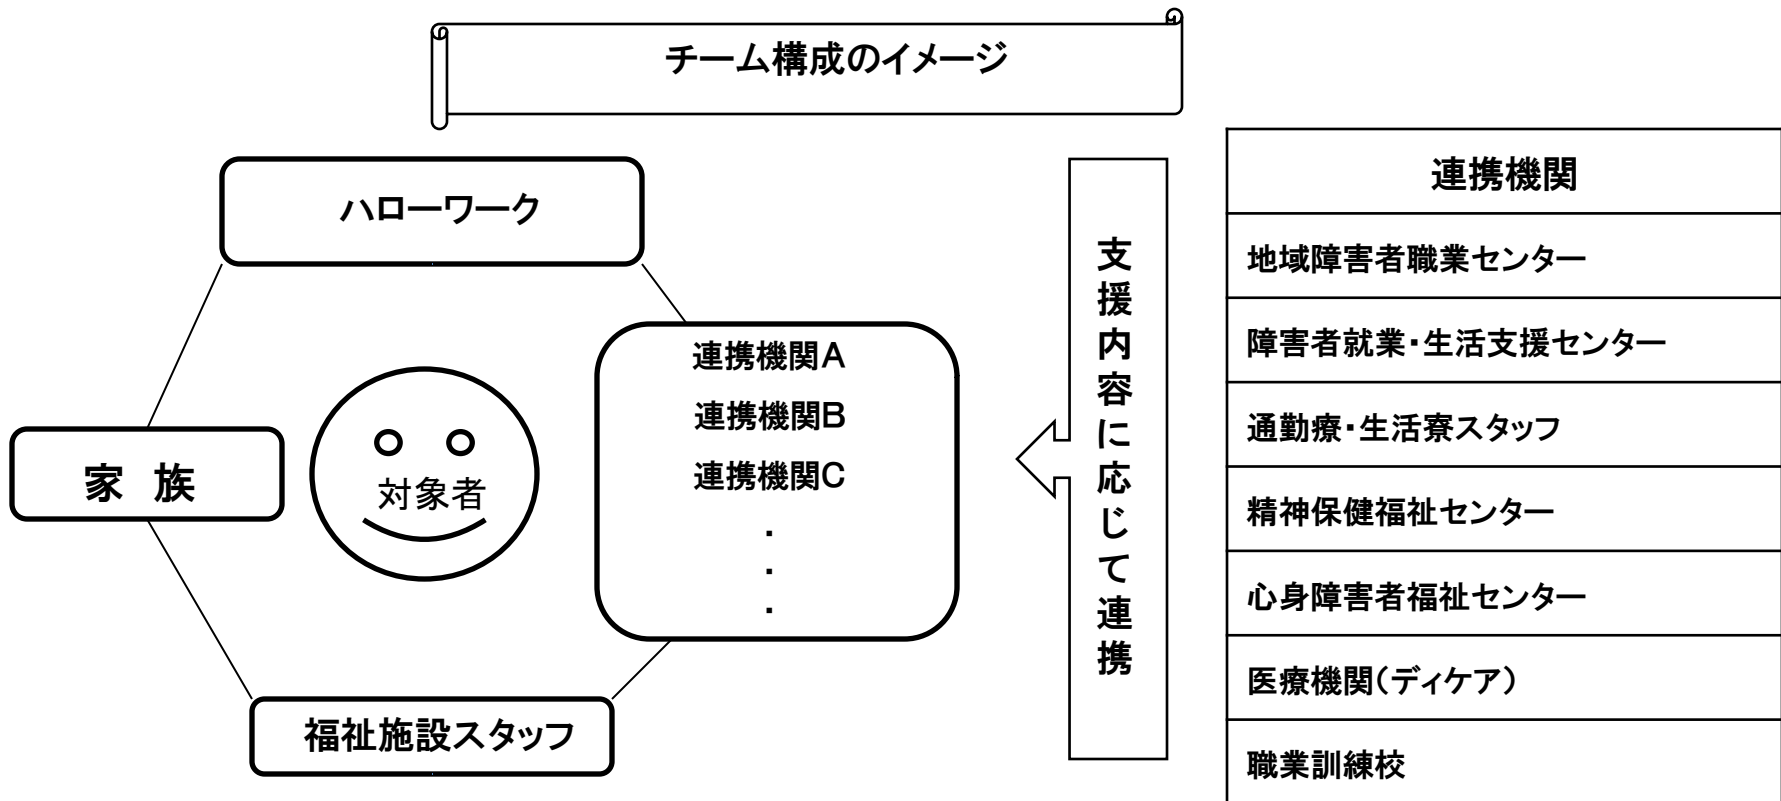 チーム構成のイメージ
ハローワーク
家 族
対象者
連携機関A
連携機関B
連携機関C
・
・
・
福祉施設スタッフ
支援内容に応じて連携
連携機関
地域障害者職業センター
障害者就業・生活支援センター
通勤療・生活寮スタッフ
精神保健福祉センター
心身障害者福祉センター
医療機関(ディケア)
職業訓練校